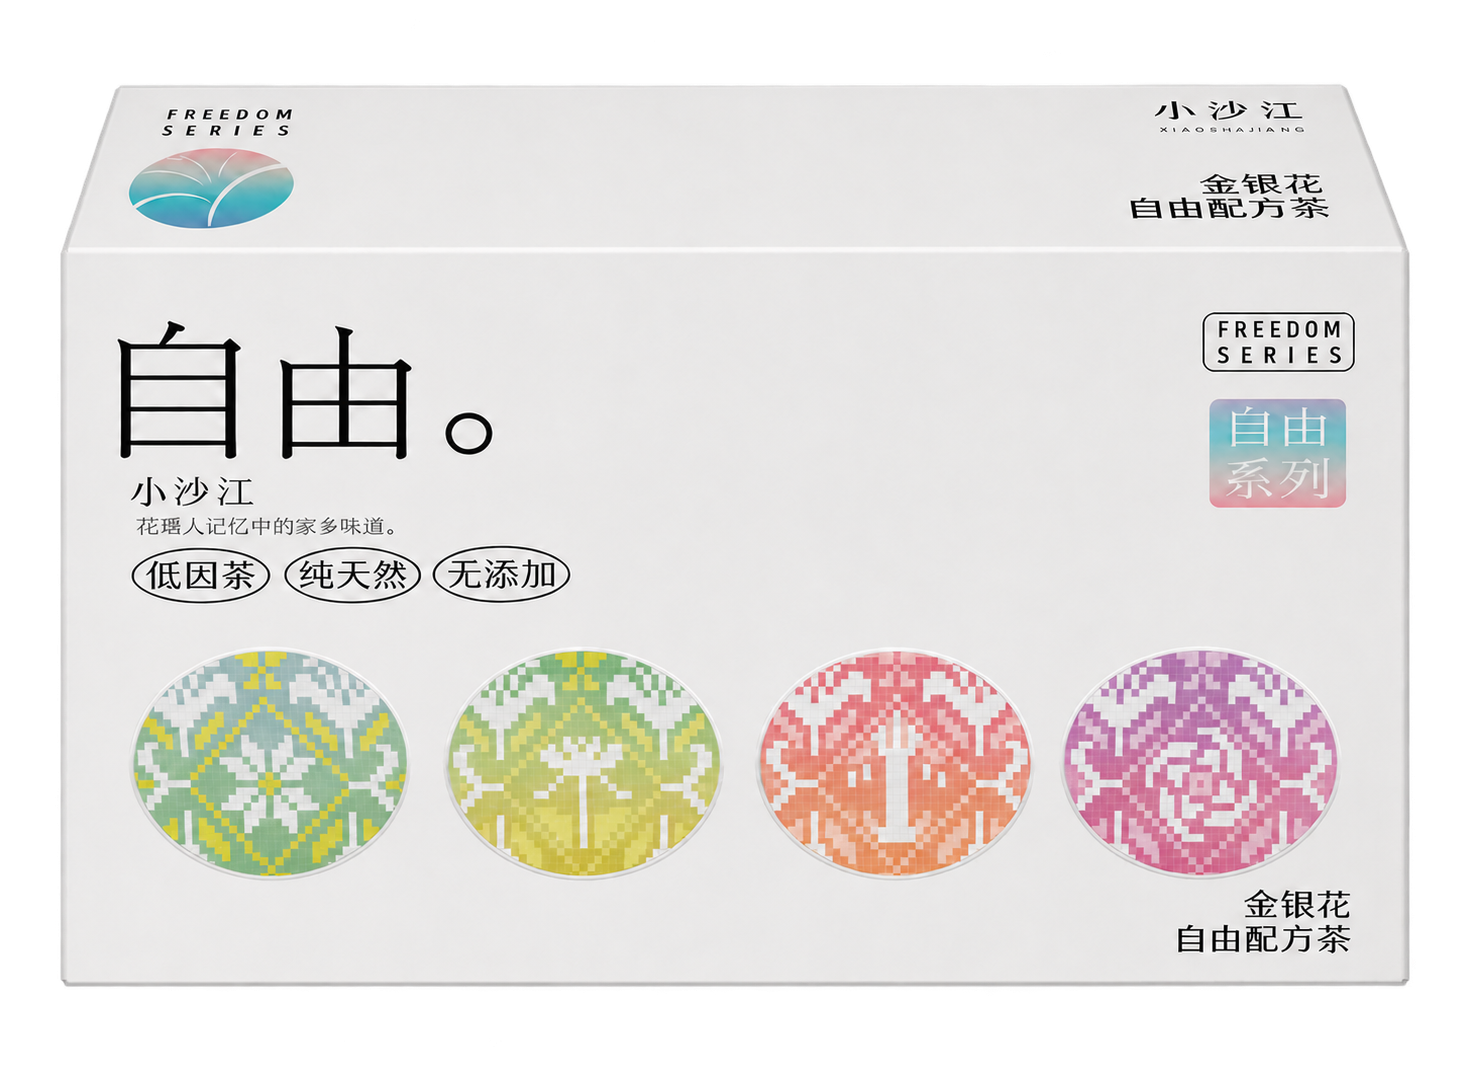 FREEDOM
SERIES
小沙江
XIAOSHAJIANG
金银花
自由配方茶
自由。
小沙江
花瑶人记忆中的家乡味道。
低因茶
纯天然
无添加
FREEDOM
SERIES
自由
系列
金银花
自由配方茶